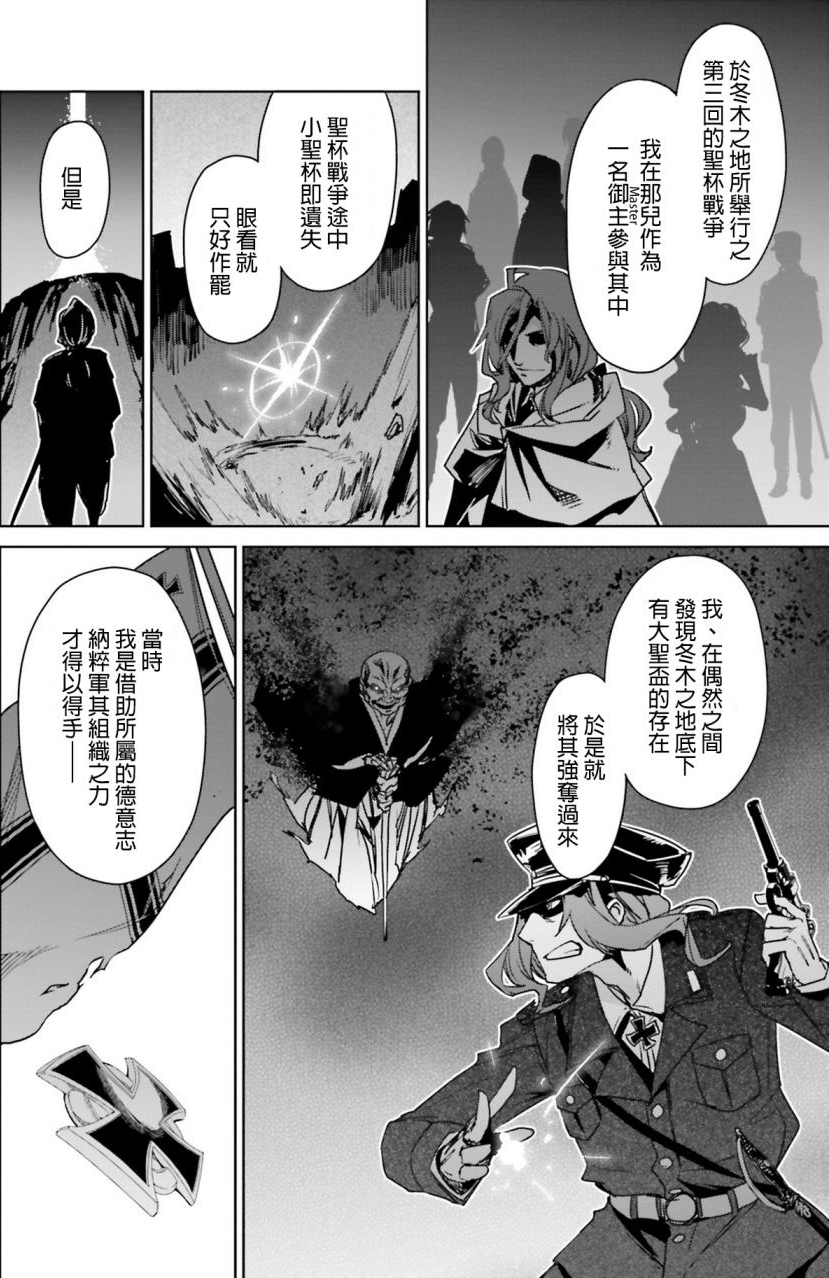 於冬木之地所舉行之
第三回的聖杯戰爭
我在那兒作為
一名御主參與其中
Master
聖杯戰爭途中
小聖杯即遺失
眼看就
只好作罷
但是
我、在偶然之間
發現冬木之地底下
有大聖盃的存在
於是就
將其強奪過來
當時
我是借助所屬的德意志
納粹軍其組織之力
才得以得手──